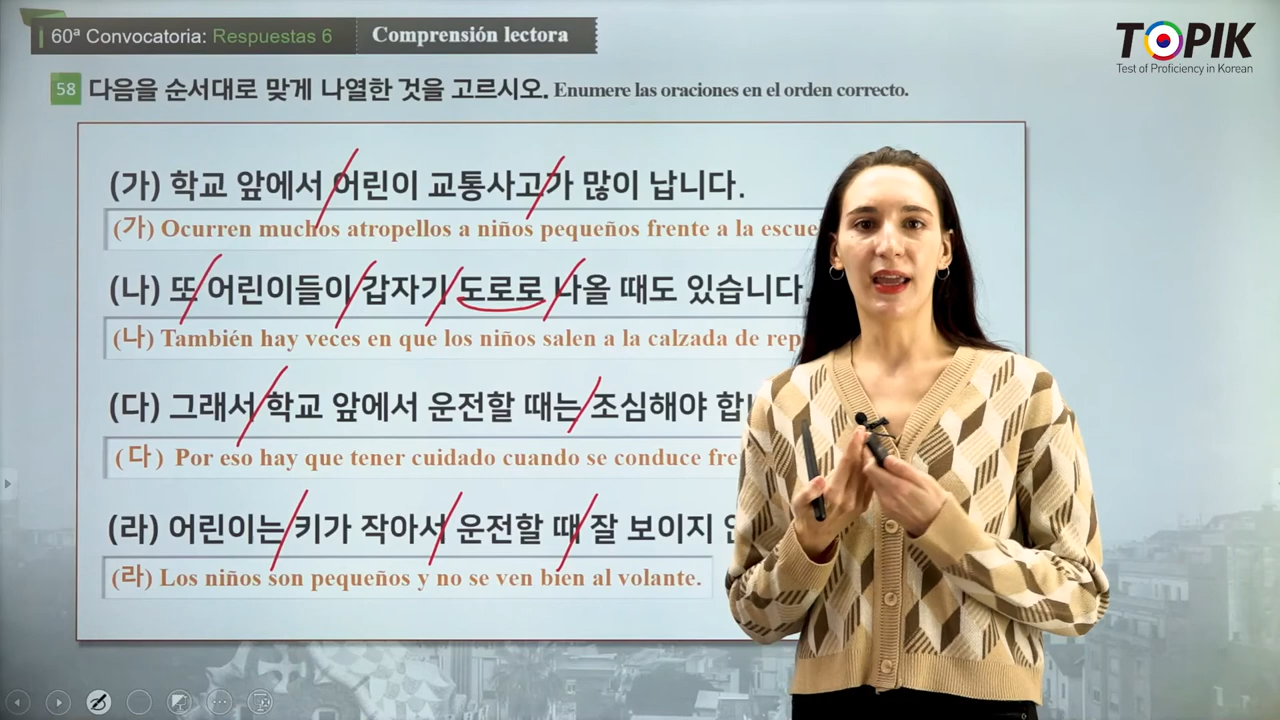 60ª Convocatoria: Respuestas 6 Comprensión lectora
TOPIK
Test of Proficiency in Korean
58 다음을 순서대로 맞게 나열한 것을 고르시오. Enumere las oraciones en el orden correcto.
(가) 학교 앞에서 어린이 교통사고가 많이 납니다.
(가) Ocurren muchos atropellos a niños pequeños frente a la
(나) 또 어린이들이 갑자기 도로로 나올 때도 있습니다
(나) También hay veces en que los niños salen a la calzada de
(다) 그래서 학교 앞에서 운전할 때는 조심해야
(다) Por eso hay que tener cuidado cuando se conduce
(라) 어린이는 키가 작아서 운전할 때 잘 보이지
(라) Los niños son pequeños y no se ven bien al volante.